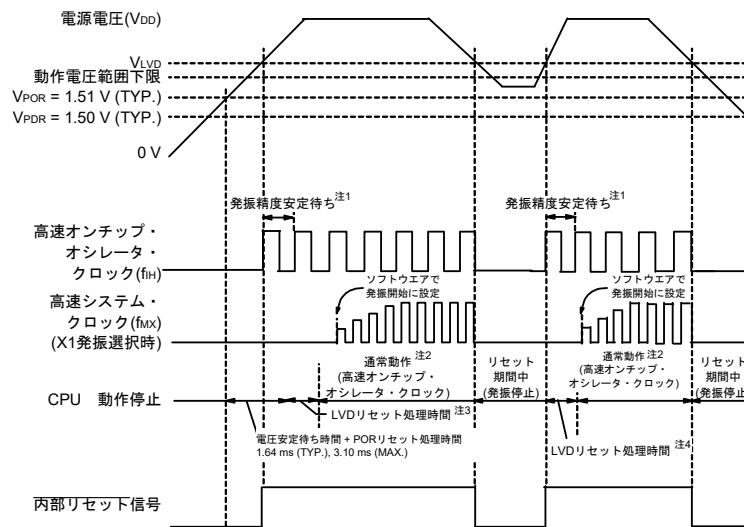 電源電圧(VDD)
VLVD
動作電圧範囲下限
VPOR = 1.51 V (TYP.)
VPDR = 1.50 V (TYP.)
0 V
発振精度安定待ち注1
発振精度安定待ち注1
高速オンチップ・
オシレータ・
クロック(fIH)
ソフトウエアで
発振開始に設定
ソフトウエアで
発振開始に設定
高速システム・
クロック(fMX)
(X1発振選択時)
通常動作注2
(高速オンチップ・
オシレータ・クロック)
リセット
期間中
(発振停止)
通常動作注2
(高速オンチップ・
オシレータ・クロック)
リセット
期間中
(発振停止)
CPU 動作停止
LVDリセット処理時間注3
電圧安定待ち時間 + PORリセット処理時間
1.64 ms (TYP.), 3.10 ms (MAX.)
LVDリセット処理時間注4
内部リセット信号